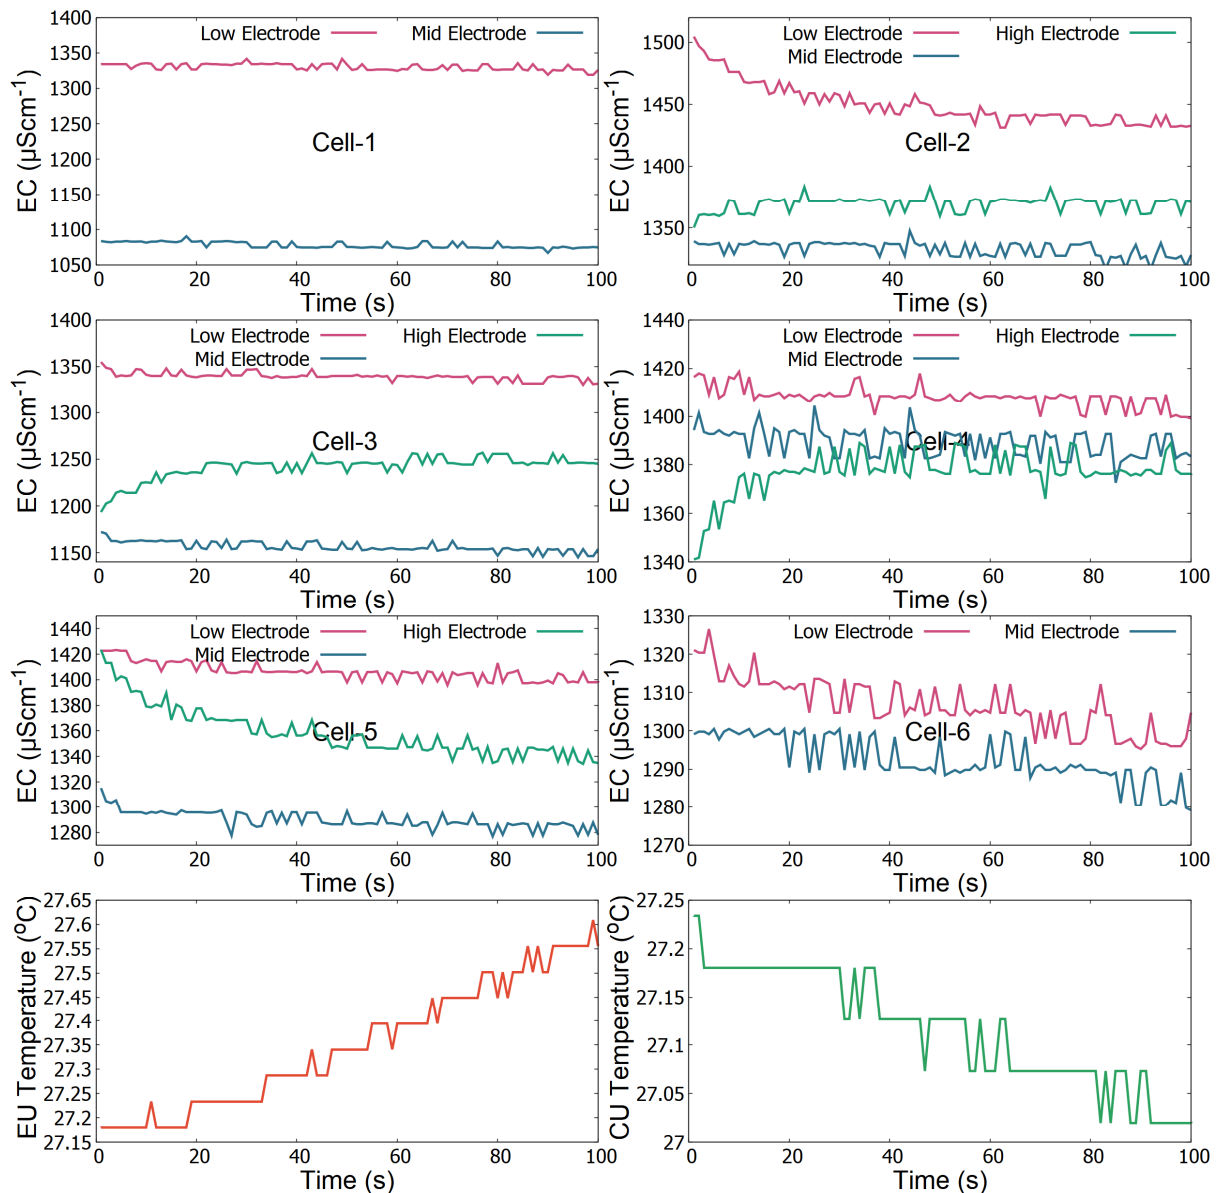 1400
1350
1300
1250
1200
1150
1100
1050
EC (µScm⁻¹)
Low Electrode
Mid Electrode
Cell-1
0 20 40 60 80 100
Time (s)
1500
1450
1400
1350
EC (µScm⁻¹)
Low Electrode
High Electrode
Mid Electrode
Cell-2
0 20 40 60 80 100
Time (s)
1400
1350
1300
1250
1200
1150
EC (µScm⁻¹)
Low Electrode
High Electrode
Mid Electrode
Cell-3
0 20 40 60 80 100
Time (s)
1440
1420
1400
1380
1360
1340
EC (µScm⁻¹)
Low Electrode
High Electrode
Mid Electrode
Cell-4
0 20 40 60 80 100
Time (s)
1440
1420
1400
1380
1360
1340
1320
1300
1280
EC (µScm⁻¹)
Low Electrode
High Electrode
Mid Electrode
Cell-5
0 20 40 60 80 100
Time (s)
1330
1320
1310
1300
1290
1280
1270
EC (µScm⁻¹)
Low Electrode
Mid Electrode
Cell-6
0 20 40 60 80 100
Time (s)
27.65
27.6
27.55
27.5
27.45
27.4
27.35
27.3
27.25
27.2
27.15
EU Temperature (°C)
0 20 40 60 80 100
Time (s)
27.25
27.2
27.15
27.1
27.05
27
CU Temperature (°C)
0 20 40 60 80 100
Time (s)